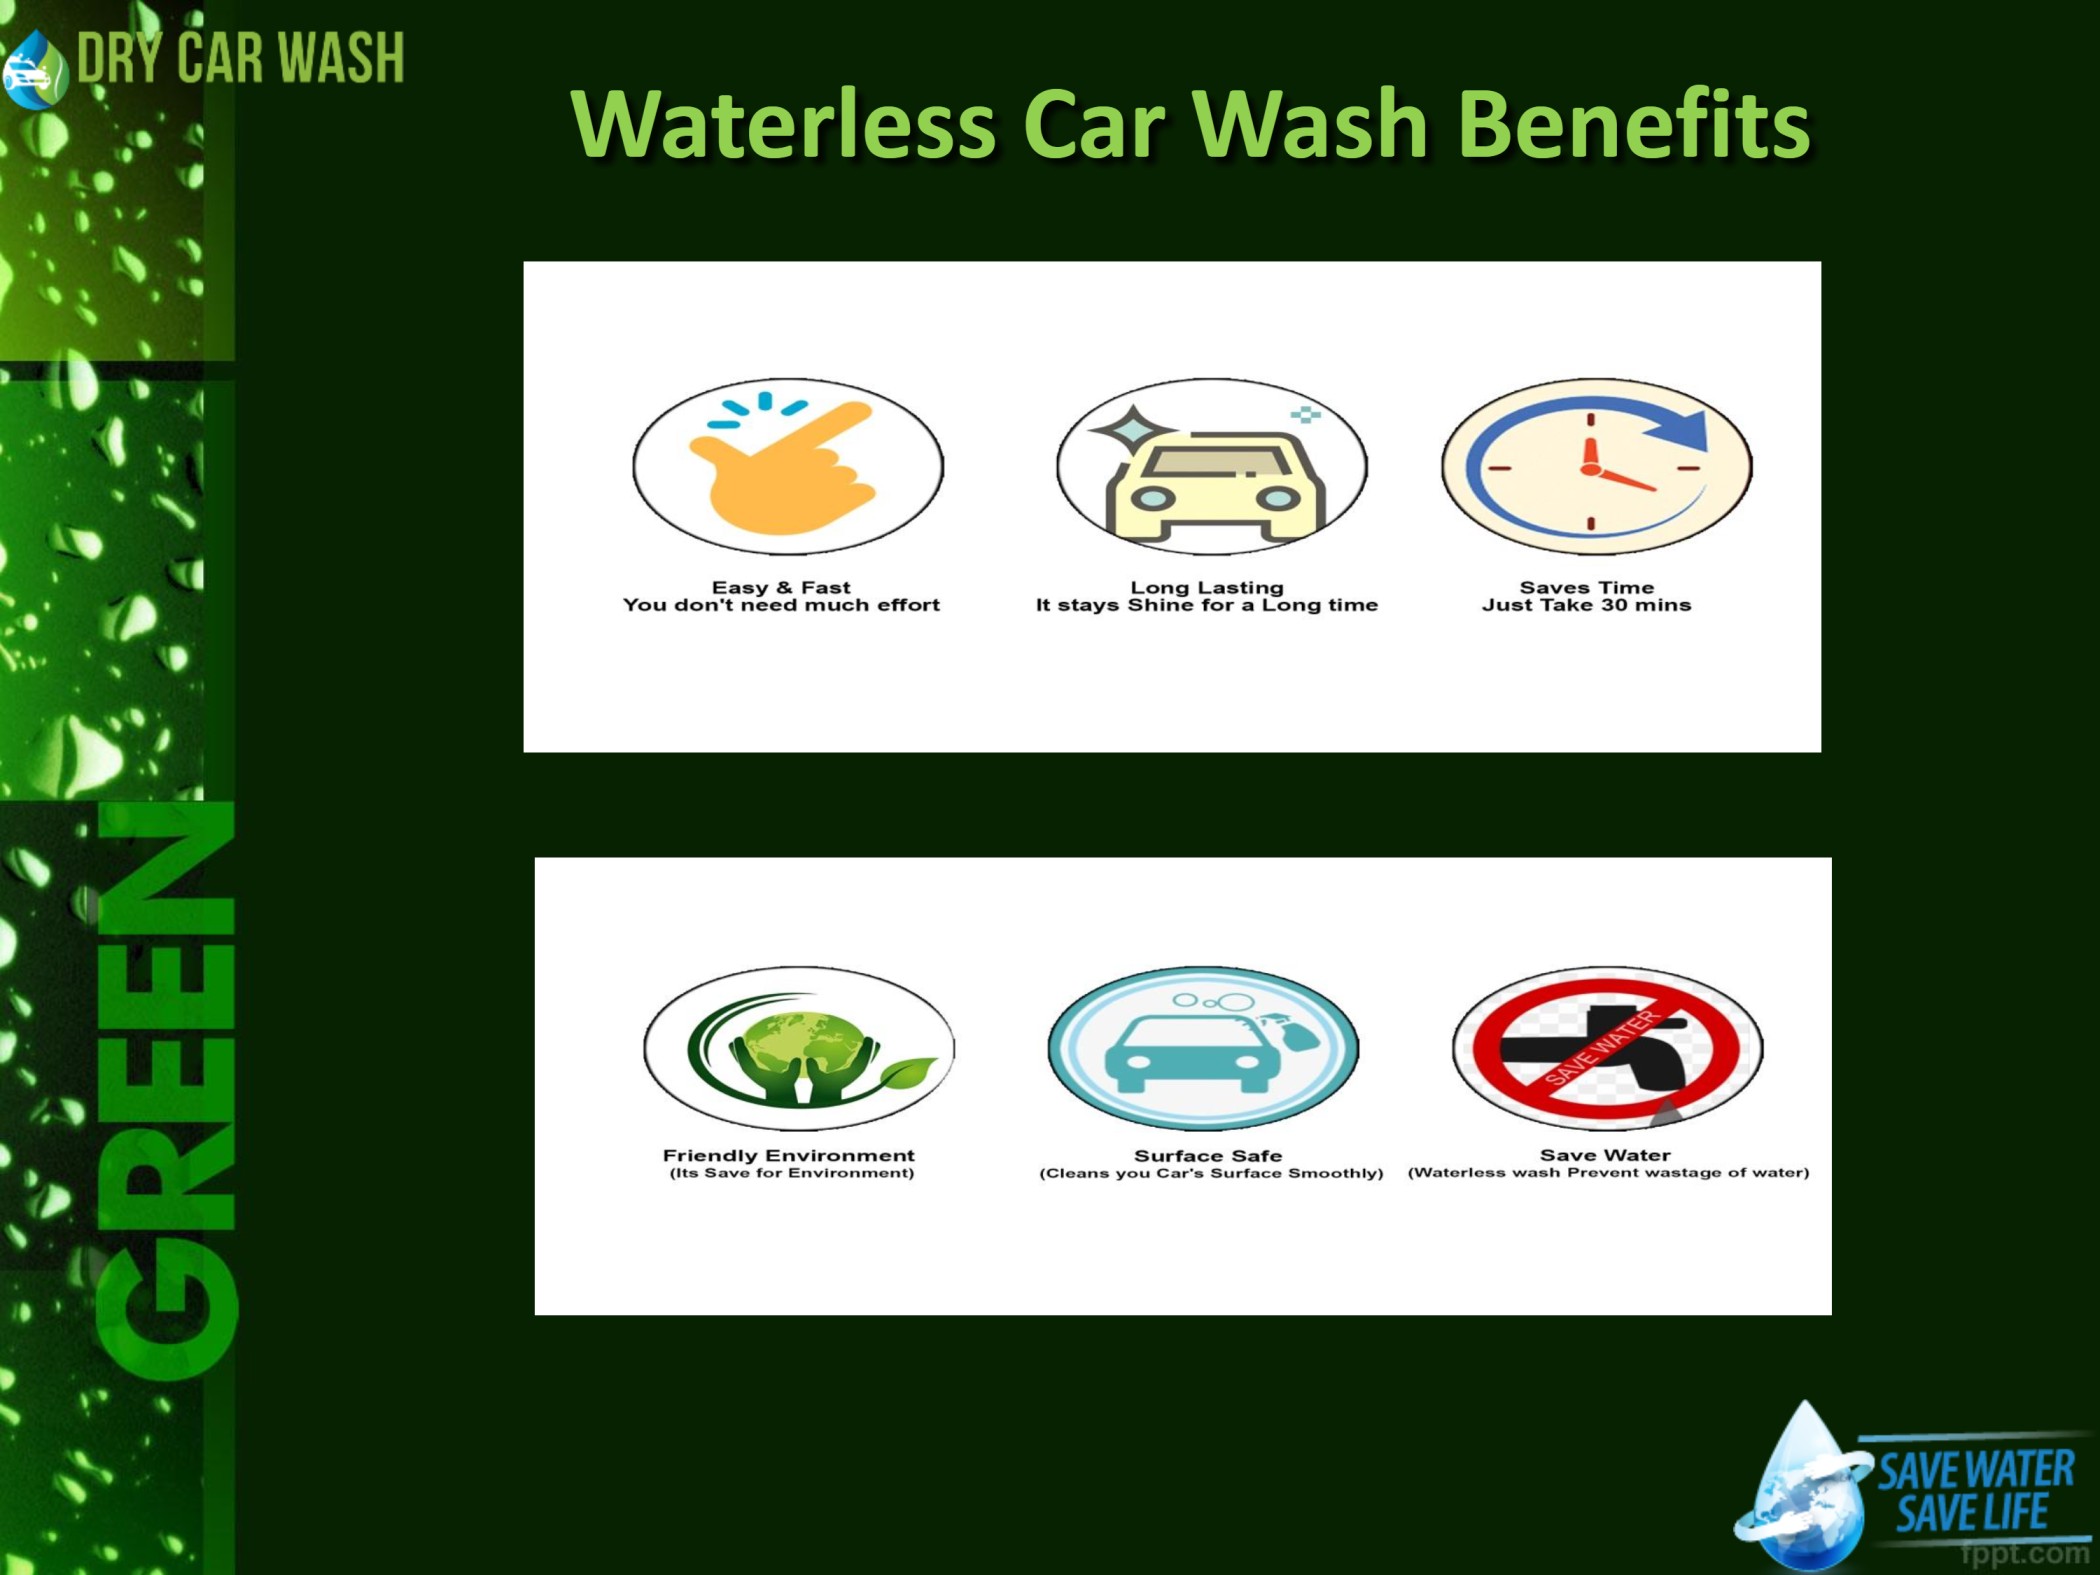 DRY CAR WASH
Waterless Car Wash Benefits
Easy & Fast
You don't need much effort
Long Lasting
It stays Shine for a Long time
Saves Time
Just Take 30 mins
GREEN
SAVE WATER
Friendly Environment
(Its Save for Environment)
Surface Safe
(Cleans you Car's Surface Smoothly)
Save Water
(Waterless wash Prevent wastage of water)
SAVE WATER
SAVE LIFE
fppt.com